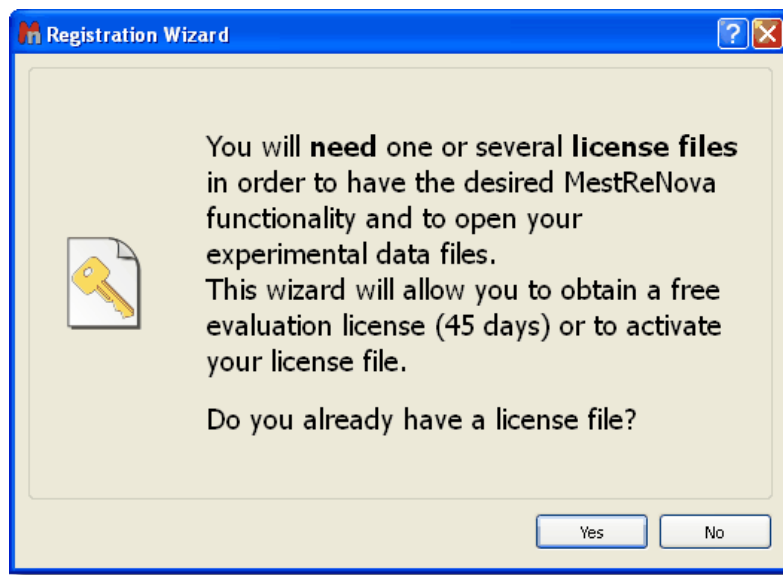 Registration Wizard
You will need one or several license files
in order to have the desired MestReNova
functionality and to open your
experimental data files.
This wizard will allow you to obtain a free
evaluation license (45 days) or to activate
your license file.
Do you already have a license file?
Yes No